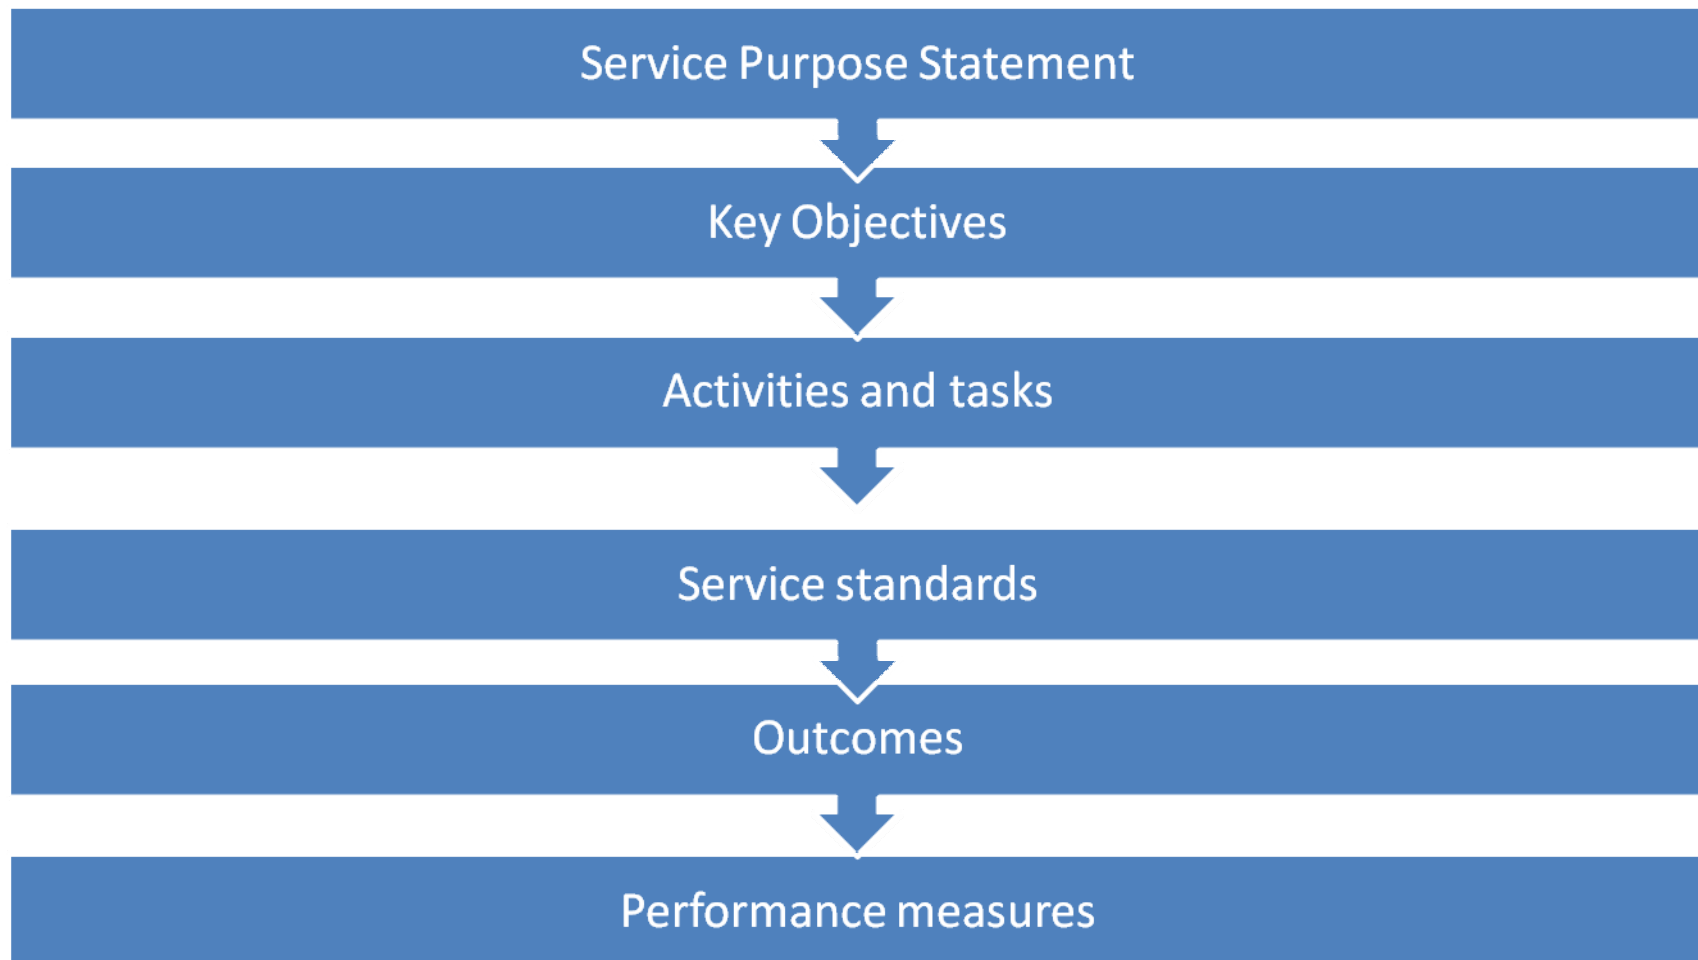 Service Purpose Statement
Key Objectives
Activities and tasks
Service standards
Outcomes
Performance measures